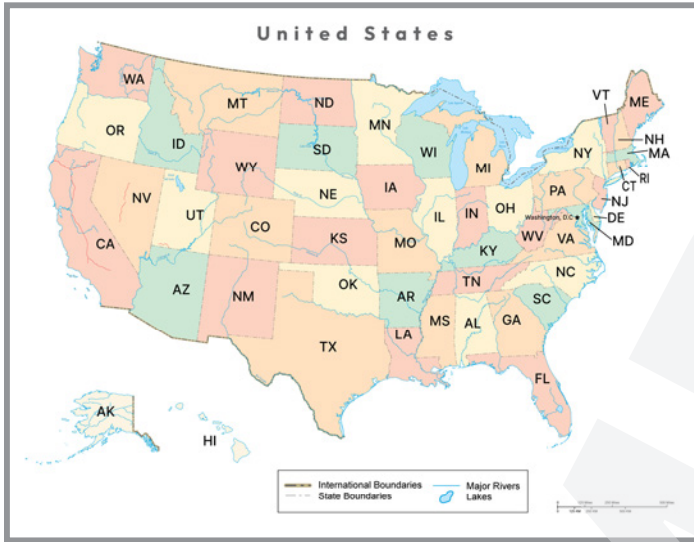 United States
WA
MT
ND
MN
VT
ME
OR
ID
SD
WI
MI
NY
NH
MA
WY
NE
IA
PA
CT
RI
NV
UT
CO
IL
IN
OH
NJ
Washington, D.C
DE
WV
MD
CA
KS
MO
KY
VA
AZ
NM
OK
AR
TN
NC
SC
TX
LA
MS
AL
GA
FL
AK
HI
International Boundaries
State Boundaries
Major Rivers
Lakes